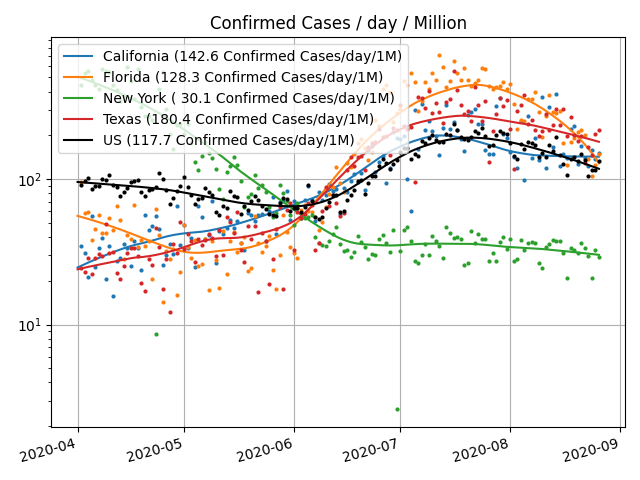 Confirmed Cases / day / Million
California (142.6 Confirmed Cases/day/1M)
Florida (128.3 Confirmed Cases/day/1M)
New York ( 30.1 Confirmed Cases/day/1M)
Texas (180.4 Confirmed Cases/day/1M)
US (117.7 Confirmed Cases/day/1M)
10²
10¹
2020-04 2020-05 2020-06 2020-07 2020-08 2020-09